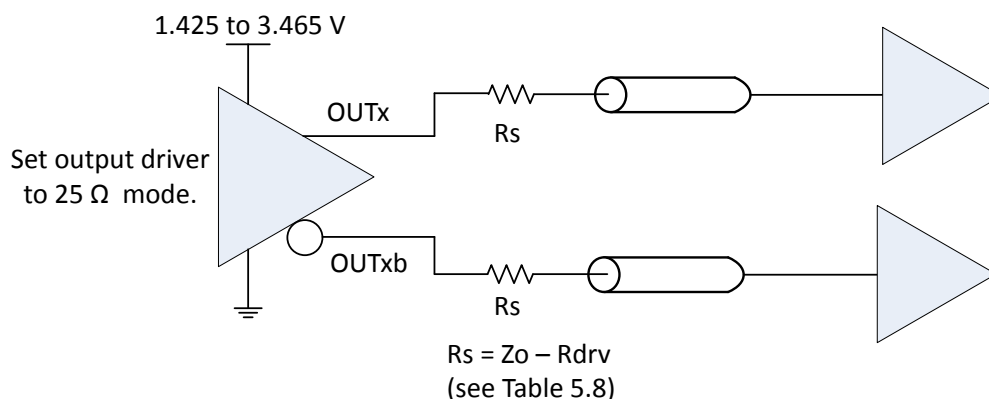 1.425 to 3.465 V
OUTx
Rs
Set output driver
to 25 Ω mode.
OUTxb
Rs
Rs = Zo – Rdrv
(see Table 5.8)